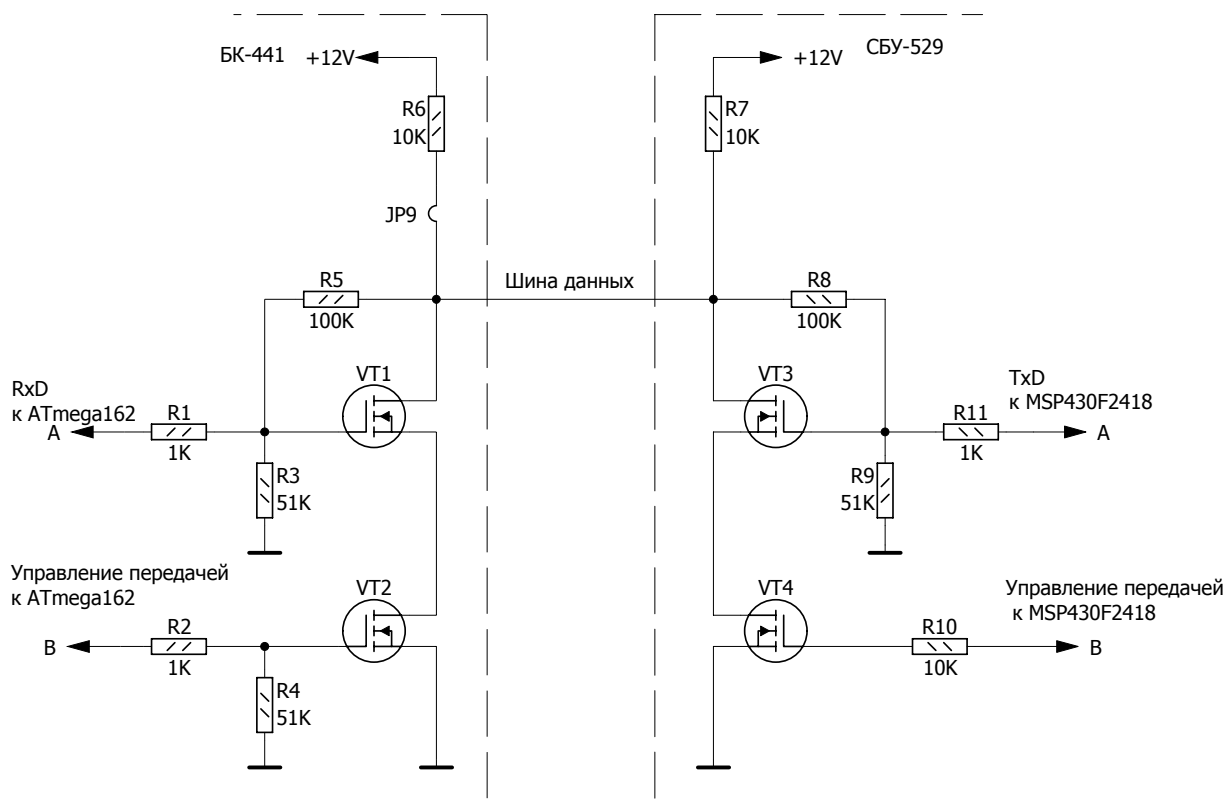 БК-441
+12V
СБУ-529
+12V
R6
10K
R7
10K
JP9
R5
100K
Шина данных
R8
100K
RxD
к ATmega162
A
R1
1K
VT1
VT3
TxD
к MSP430F2418
R11
1K
A
R3
51K
R9
51K
Управление передачей
к ATmega162
B
R2
1K
VT2
VT4
Управление передачей
к MSP430F2418
R10
10K
B
R4
51K